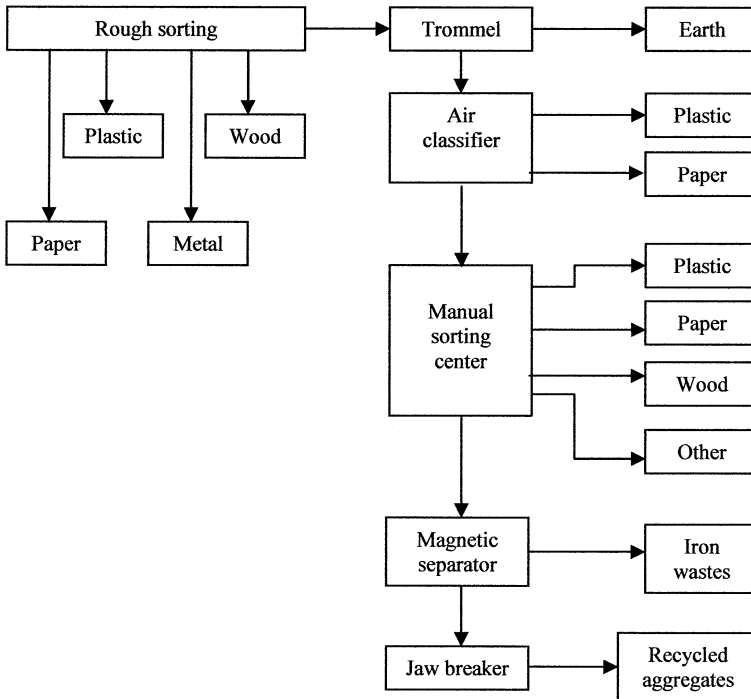 Rough sorting
Trommel
Earth
Plastic
Wood
Paper
Metal
Air
classifier
Plastic
Paper
Manual
sorting
center
Plastic
Paper
Wood
Other
Magnetic
separator
Iron
wastes
Jaw breaker
Recycled
aggregates